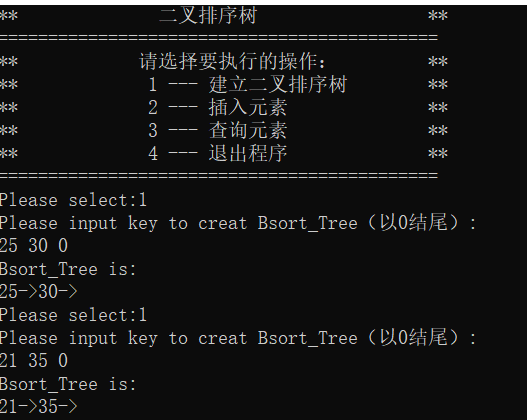 ** 二叉排序树 **
============================================
** 请选择要执行的操作: **
** 1 --- 建立二叉排序树 **
** 2 --- 插入元素 **
** 3 --- 查询元素 **
** 4 --- 退出程序 **
============================================
Please select:1
Please input key to creat Bsort_Tree（以0结尾）:
25 30 0
Bsort_Tree is:
25->30->
Please select:1
Please input key to creat Bsort_Tree（以0结尾）:
21 35 0
Bsort_Tree is:
21->35->